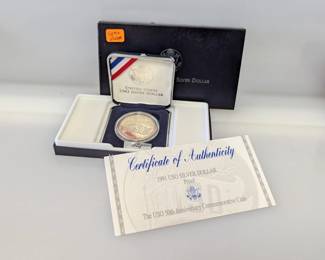 SILVER DOLLAR
UNITED STATES
USO SILVER DOLLAR
Certificate of Authenticity
1991 USO SILVER DOLLAR
Proof
The USO 50th Anniversary Commemorative Coin